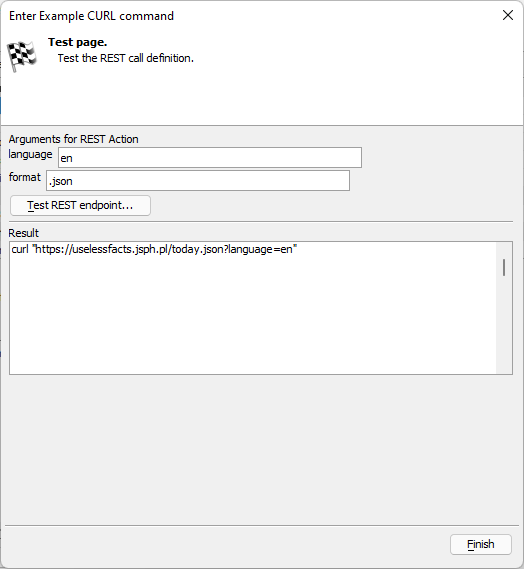 Enter Example CURL command
Test page.
Test the REST call definition.
Arguments for REST Action
language en
format .json
Test REST endpoint...
Result
curl "https://uselessfacts.jsph.pl/today.json?language=en"
Finish